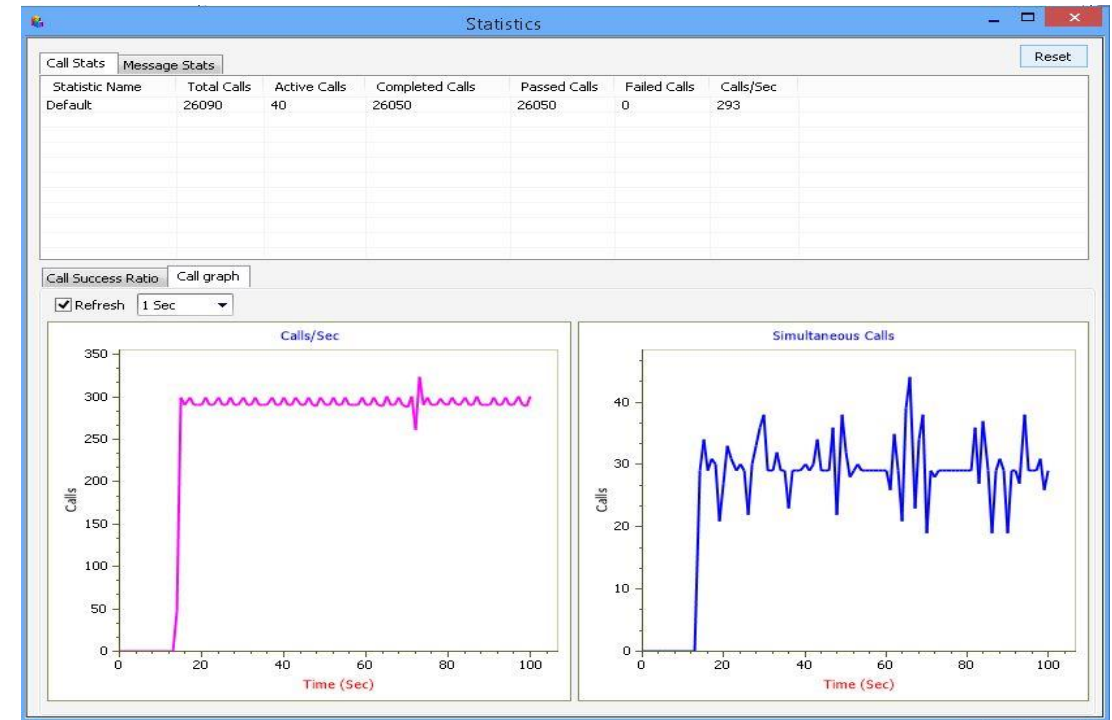 Statistics
Reset
Call Stats Message Stats
Statistic Name Total Calls Active Calls Completed Calls Passed Calls Failed Calls Calls/Sec
Default 26090 40 26050 26050 0 293
Call Success Ratio Call graph
Refresh 1 Sec
Calls/Sec
350
300
250
200
150
100
50
0
Calls
0 20 40 60 80 100
Time (Sec)
Simultaneous Calls
40
30
20
10
0
Calls
0 20 40 60 80 100
Time (Sec)